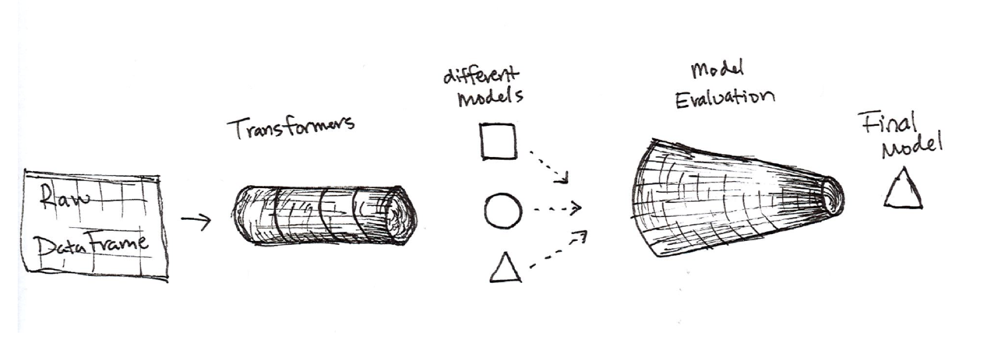 Raw
DataFrame
Transformers
different
models
Model
Evaluation
Final
Model